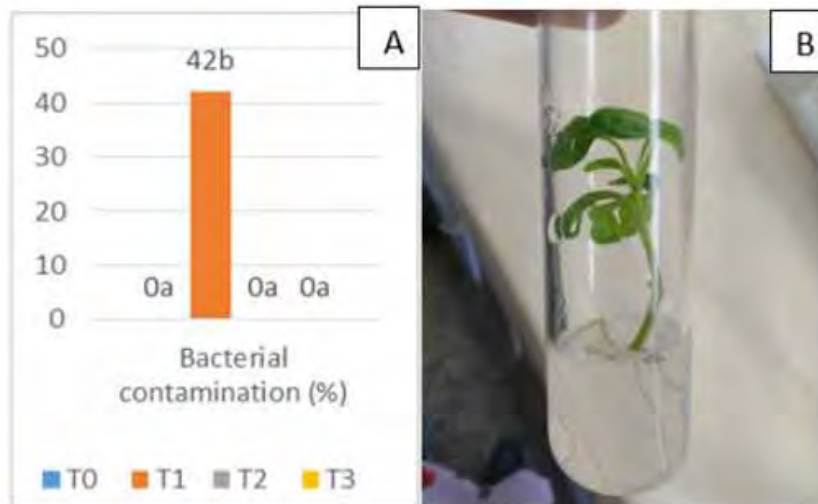 A
50
42b
40
30
20
10
0a
0a
0a
0
Bacterial
contamination (%)
T0 T1 T2 T3
B